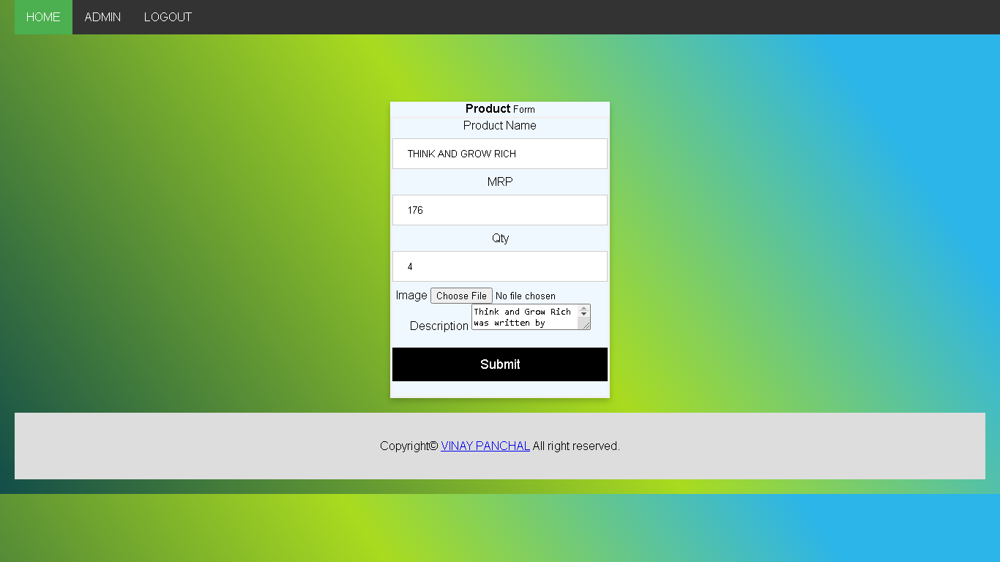 HOME ADMIN LOGOUT
Product Form
Product Name
THINK AND GROW RICH
MRP
176
Qty
4
Image Choose File No file chosen
Description Think and Grow Rich
was written by
Submit
Copyright© VINAY PANCHAL All right reserved.